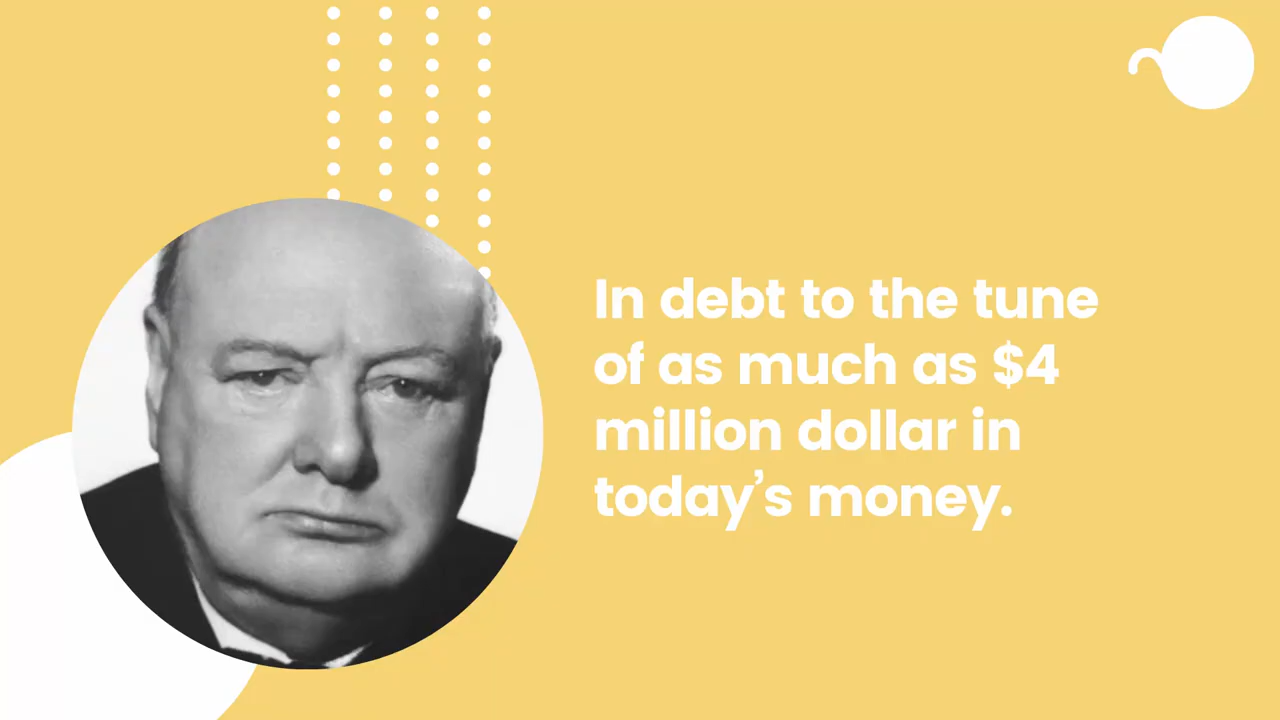 In debt to the tune
of as much as $4
million dollar in
today’s money.